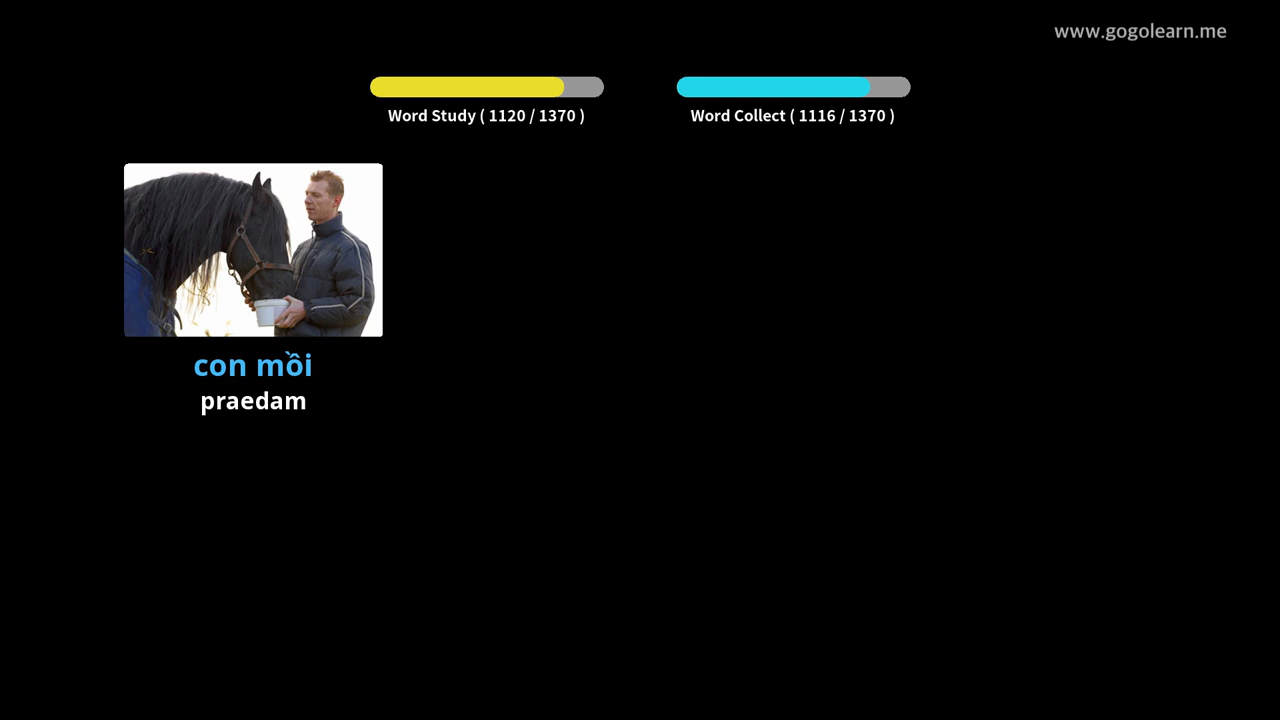 www.gogolearn.me
Word Study ( 1120 / 1370 )
Word Collect ( 1116 / 1370 )
con mồi
praedam